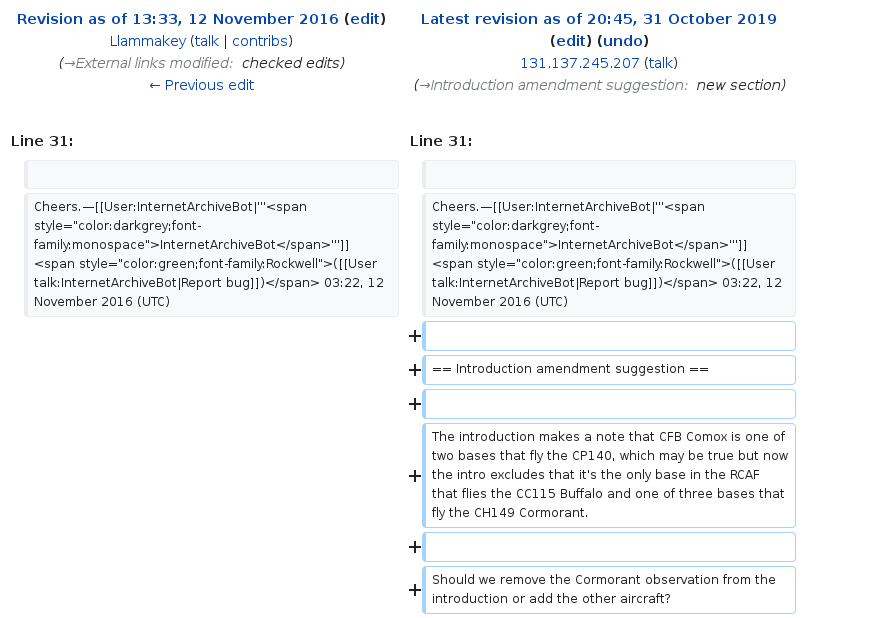 Revision as of 13:33, 12 November 2016 (edit)
Llammakey (talk | contribs)
(→External links modified: checked edits)
← Previous edit
Latest revision as of 20:45, 31 October 2019
(edit) (undo)
131.137.245.207 (talk)
(→Introduction amendment suggestion: new section)
Line 31:
Line 31:
Cheers.—[[User:InternetArchiveBot|'''<span
style="color:darkgrey;font-
family:monospace">InternetArchiveBot</span>''']]
<span style="color:green;font-family:Rockwell">([[User
talk:InternetArchiveBot|Report bug]])</span> 03:22, 12
November 2016 (UTC)
Cheers.—[[User:InternetArchiveBot|'''<span
style="color:darkgrey;font-
family:monospace">InternetArchiveBot</span>''']]
<span style="color:green;font-family:Rockwell">([[User
talk:InternetArchiveBot|Report bug]])</span> 03:22, 12
November 2016 (UTC)
+
+ == Introduction amendment suggestion ==
+
The introduction makes a note that CFB Comox is one of
two bases that fly the CP140, which may be true but now
+ the intro excludes that it's the only base in the RCAF
that flies the CC115 Buffalo and one of three bases that
fly the CH149 Cormorant.
+
+ Should we remove the Cormorant observation from the
introduction or add the other aircraft?